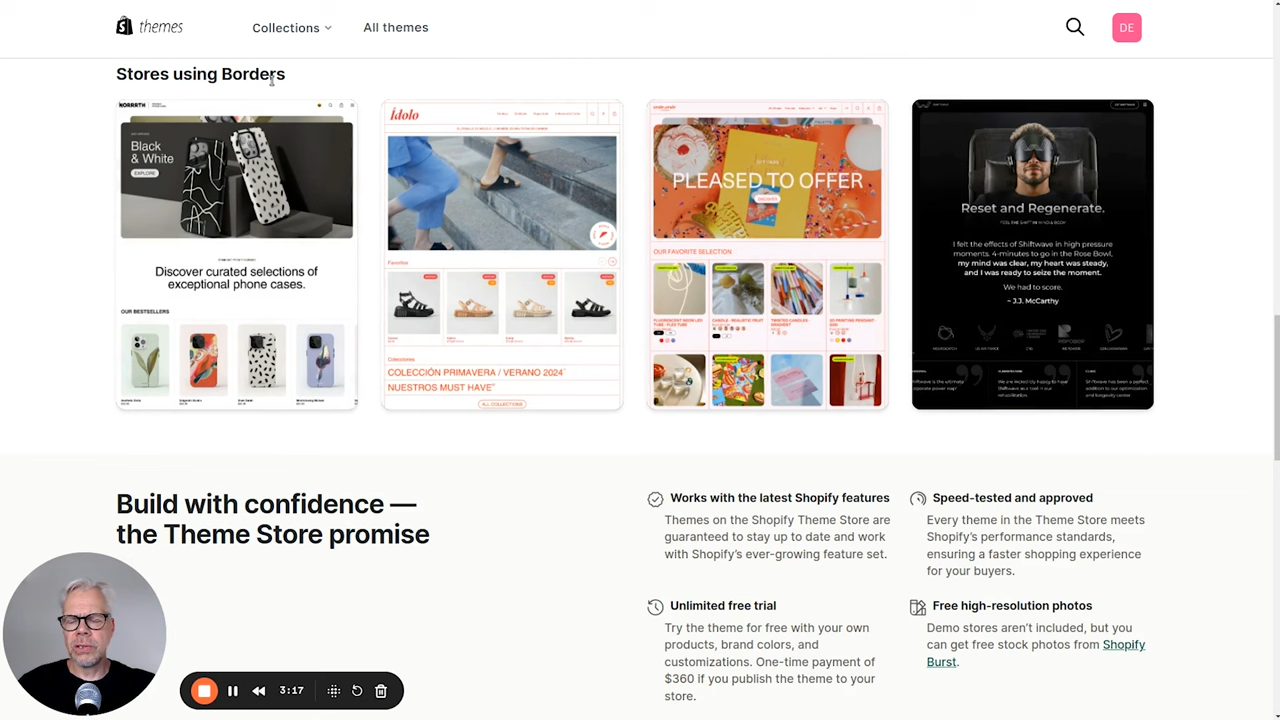 themes
Collections
All themes
DE
Stores using Borders
NORRRTH
Black
& White
EXPLORE
Discover curated selections of
exceptional phone cases.
OUR BESTSELLERS
Ídolo
Favoritos
Colecciones
COLECCIÓN PRIMAVERA / VERANO 2024
NUESTROS MUST HAVE
ALL COLLECTIONS
PLEASED TO OFFER
OUR FAVORITE SELECTION
Reset and Regenerate.
I felt the effects of Shiftwave in high pressure
moments. 4-minutes to go in the Rose Bowl,
my mind was clear, my heart was steady,
and I was ready to seize the moment.
We had to score.
~ J.J. McCarthy
Build with confidence —
the Theme Store promise
Works with the latest Shopify features
Themes on the Shopify Theme Store are
guaranteed to stay up to date and work
with Shopify's ever-growing feature set.
Speed-tested and approved
Every theme in the Theme Store meets
Shopify's performance standards,
ensuring a faster shopping experience
for your buyers.
Unlimited free trial
Try the theme for free with your own
products, brand colors, and
customizations. One-time payment of
$360 if you publish the theme to your
store.
Free high-resolution photos
Demo stores aren't included, but you
can get free stock photos from Shopify
Burst.
3:17